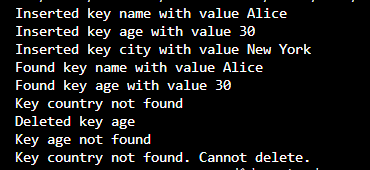 Inserted key name with value Alice
Inserted key age with value 30
Inserted key city with value New York
Found key name with value Alice
Found key age with value 30
Key country not found
Deleted key age
Key age not found
Key country not found. Cannot delete.